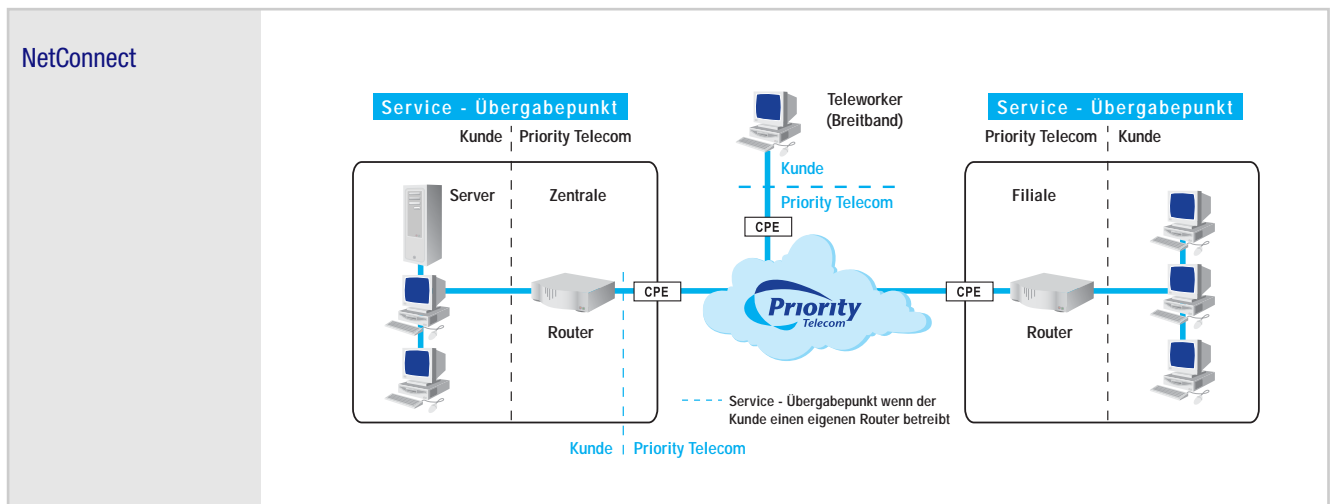 NetConnect
Service - Übergabepunkt
Kunde Priority Telecom
Server
Zentrale
CPE
Router
Kunde Priority Telecom
Teleworker
(Breitband)
Kunde
Priority Telecom
CPE
Priority
Telecom
Service - Übergabepunkt wenn der
Kunde einen eigenen Router betreibt
Service - Übergabepunkt
Priority Telecom Kunde
Filiale
CPE
Router